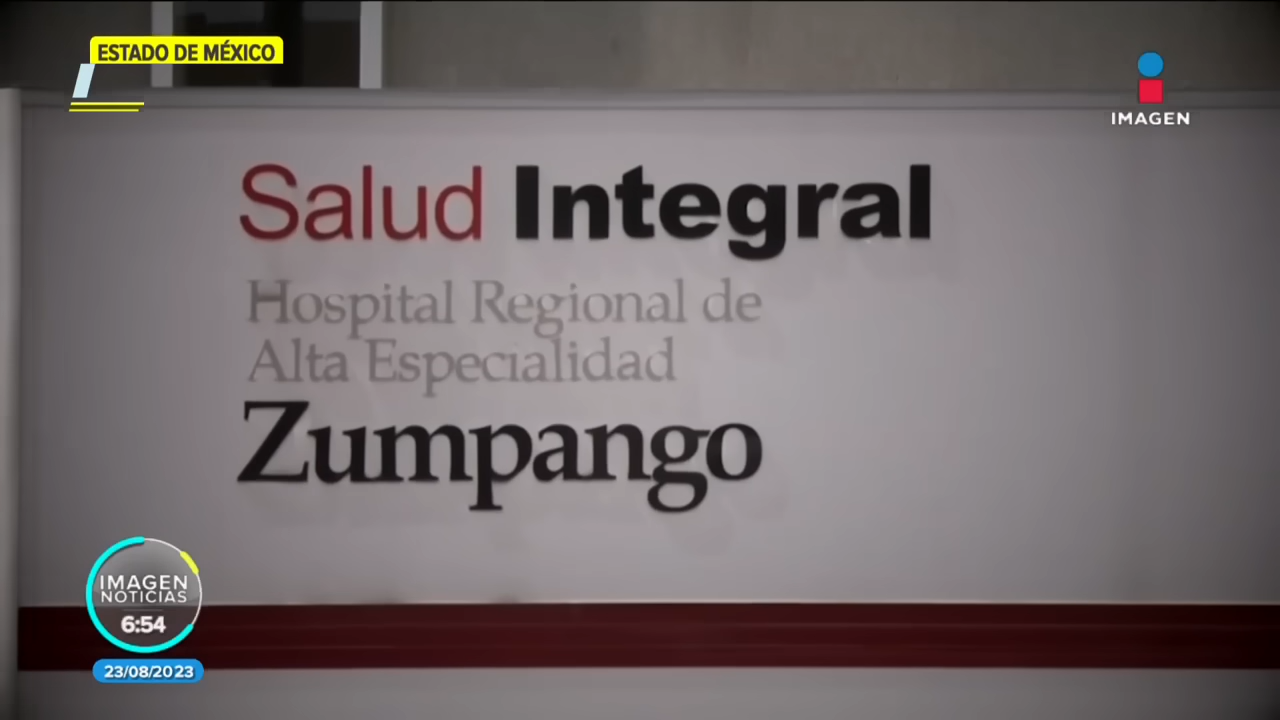 ESTADO DE MÉXICO
IMAGEN
Salud Integral
Hospital Regional de
Alta Especialidad
Zumpango
IMAGEN
NOTICIAS
6:54
23/08/2023